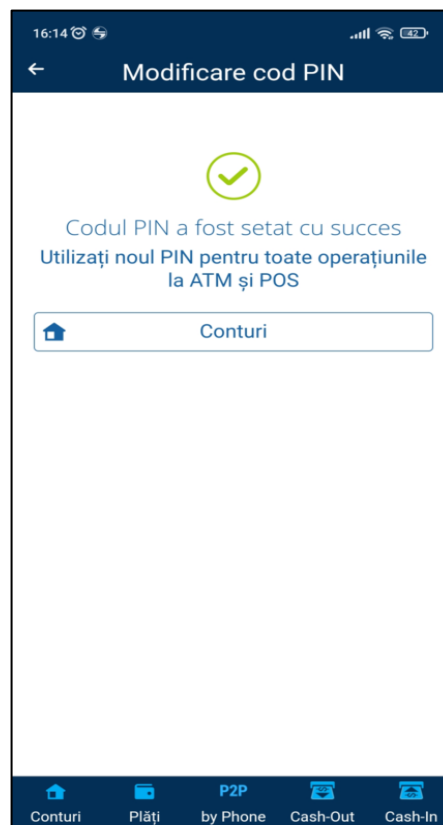 16:14
42
Modificare cod PIN
Codul PIN a fost setat cu succes
Utilizați noul PIN pentru toate operațiunile
la ATM și POS
Conturi
P2P
Conturi Plăți by Phone Cash-Out Cash-In